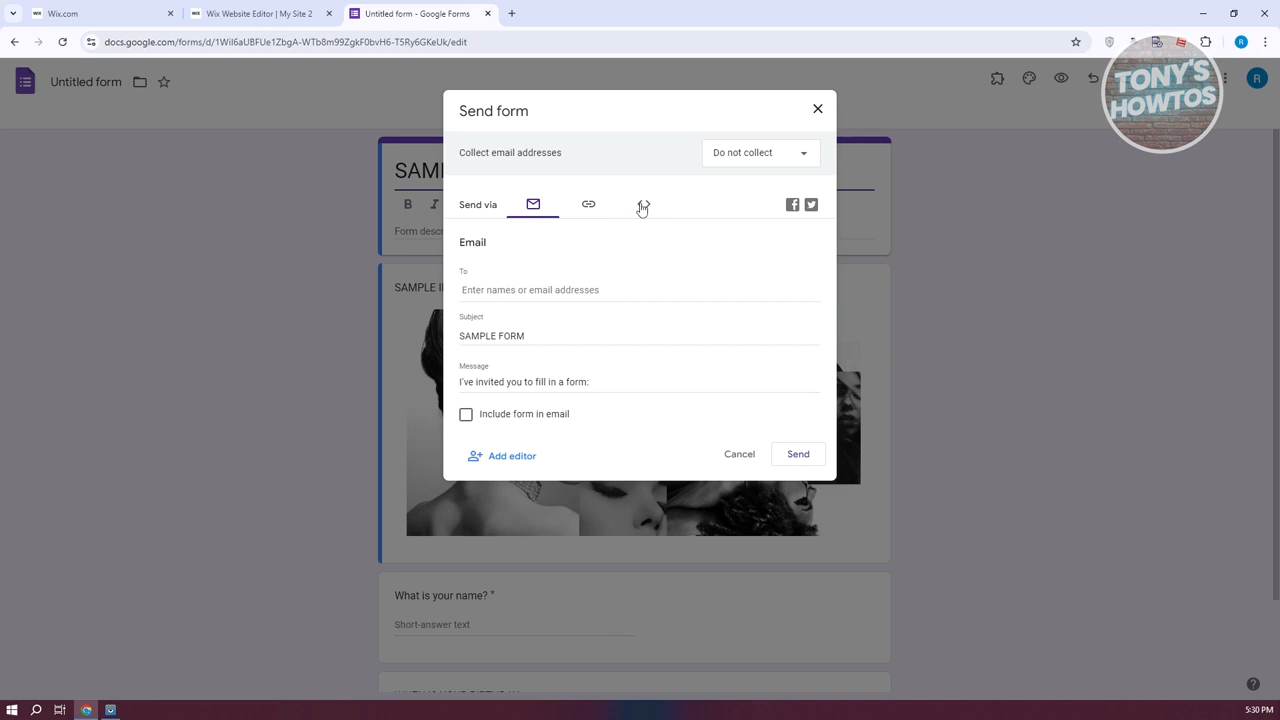 Wix.com
Wix Website Editor | My Site 2
Untitled form - Google Forms
docs.google.com/forms/d/1WiI6aUBFUe1ZbgA-WTb8m99ZgkF0bvH6-T5Ry6GKeUk/edit
R
Untitled form
R
TONY'S
HOWTOS
Send form
Collect email addresses
Do not collect
SAM
Send via
B I
Form descr
Email
To
Enter names or email addresses
SAMPLE I
Subject
SAMPLE FORM
Message
I've invited you to fill in a form:
Include form in email
Add editor
Cancel
Send
What is your name? *
Short-answer text
5:30 PM